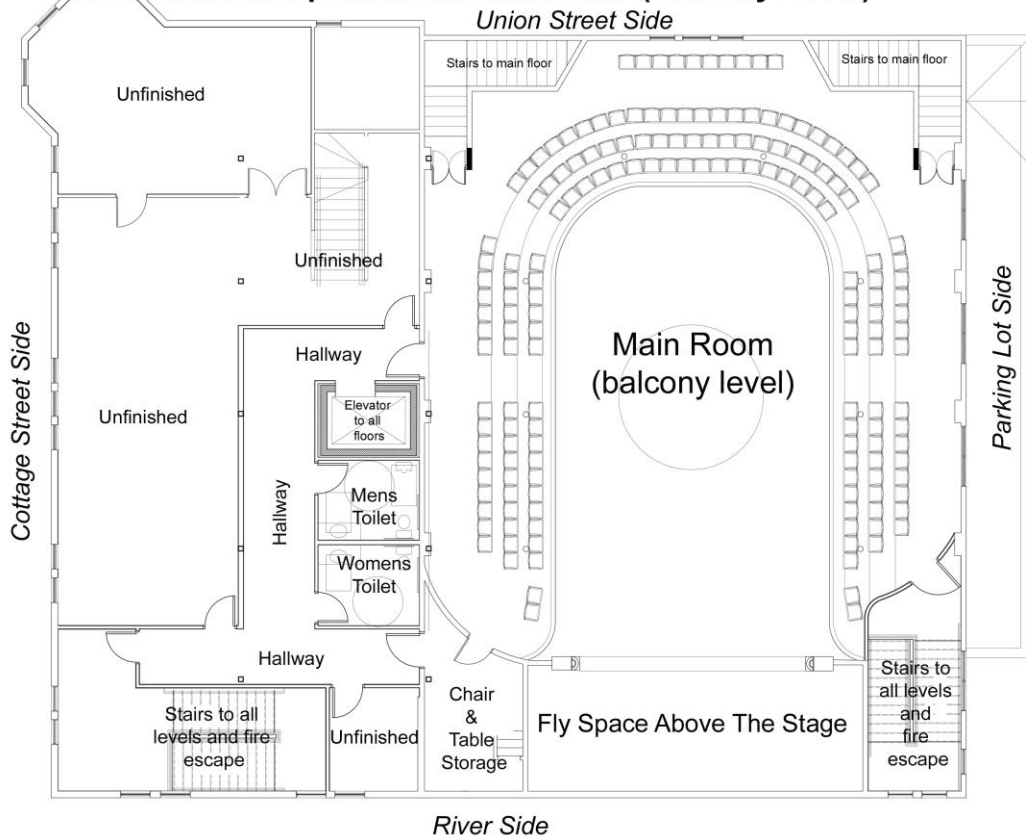 Union Street Side
Stairs to main floor
Stairs to main floor
Unfinished
Unfinished
Hallway
Main Room
(balcony level)
Elevator
to all
floors
Unfinished
Cottage Street Side
Parking Lot Side
Hallway
Mens
Toilet
Womens
Toilet
Hallway
Chair
&
Table
Storage
Stairs to all
levels and fire
escape
Unfinished
Fly Space Above The Stage
Stairs to
all levels
and
fire
escape
River Side